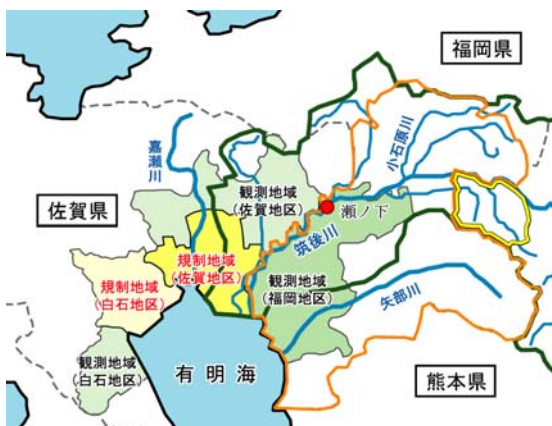 福岡県
嘉瀬川
小石原川
観測地域
(佐賀地区)
瀬ノ下
佐賀県
筑後川
規制地域
(佐賀地区)
規制地域
(白石地区)
観測地域
(福岡地区)
矢部川
観測地域
(白石地区)
有明海
熊本県